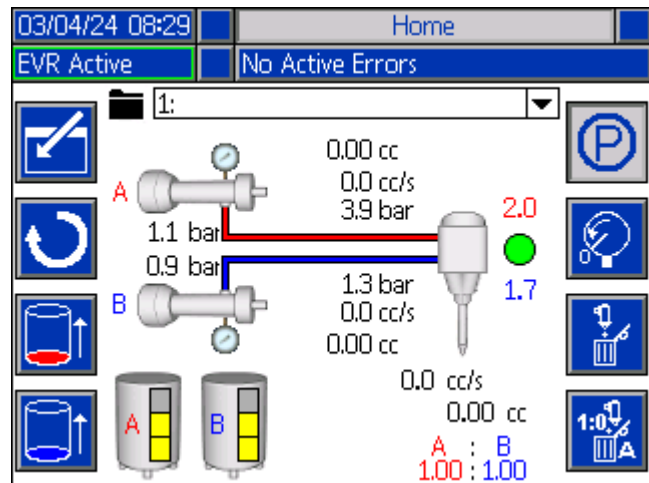 03/04/24 08:29
Home
EVR Active
No Active Errors
1:
P
0.00 cc
0.0 cc/s
A
3.9 bar
2.0
1.1 bar
0.9 bar
1.3 bar
1.7
B
0.0 cc/s
0.00 cc
0.0 cc/s
0.00 cc
A
B
1:0
A
A : B
1.00 : 1.00
0